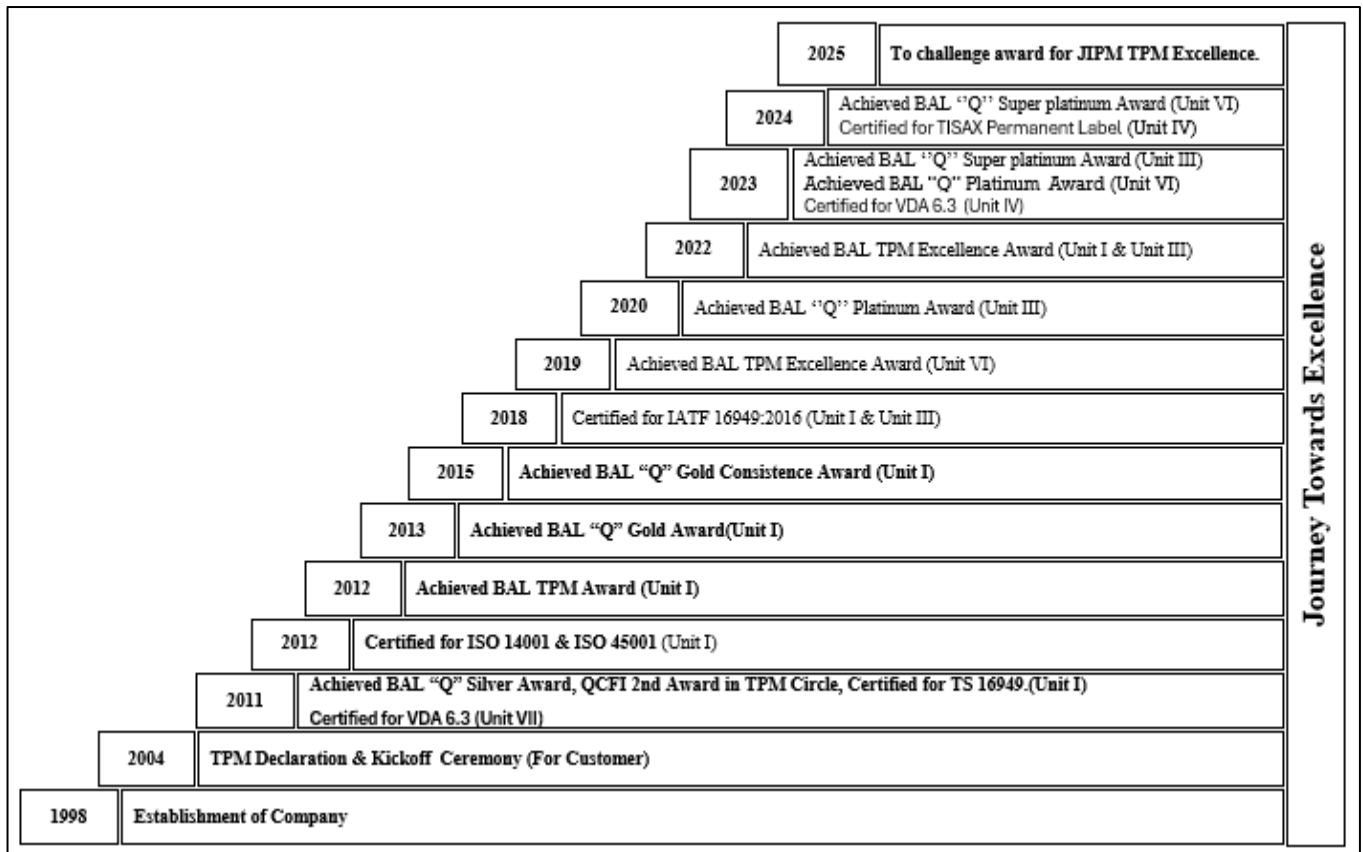 2025
To challenge award for JIPM TPM Excellence.
2024
Achieved BAL ‘’Q’’ Super platinum Award (Unit VI)
Certified for TISAX Permanent Label (Unit IV)
2023
Achieved BAL ‘’Q’’ Super platinum Award (Unit III)
Achieved BAL "Q" Platinum Award (Unit VI)
Certified for VDA 6.3 (Unit IV)
2022
Achieved BAL TPM Excellence Award (Unit I & Unit III)
2020
Achieved BAL ‘’Q’’ Platinum Award (Unit III)
2019
Achieved BAL TPM Excellence Award (Unit VI)
2018
Certified for IATF 16949:2016 (Unit I & Unit III)
2015
Achieved BAL “Q” Gold Consistence Award (Unit I)
2013
Achieved BAL “Q” Gold Award(Unit I)
2012
Achieved BAL TPM Award (Unit I)
2012
Certified for ISO 14001 & ISO 45001 (Unit I)
2011
Achieved BAL “Q” Silver Award, QCFI 2nd Award in TPM Circle, Certified for TS 16949.(Unit I)
Certified for VDA 6.3 (Unit VII)
2004
TPM Declaration & Kickoff Ceremony (For Customer)
1998
Establishment of Company
Journey Towards Excellence